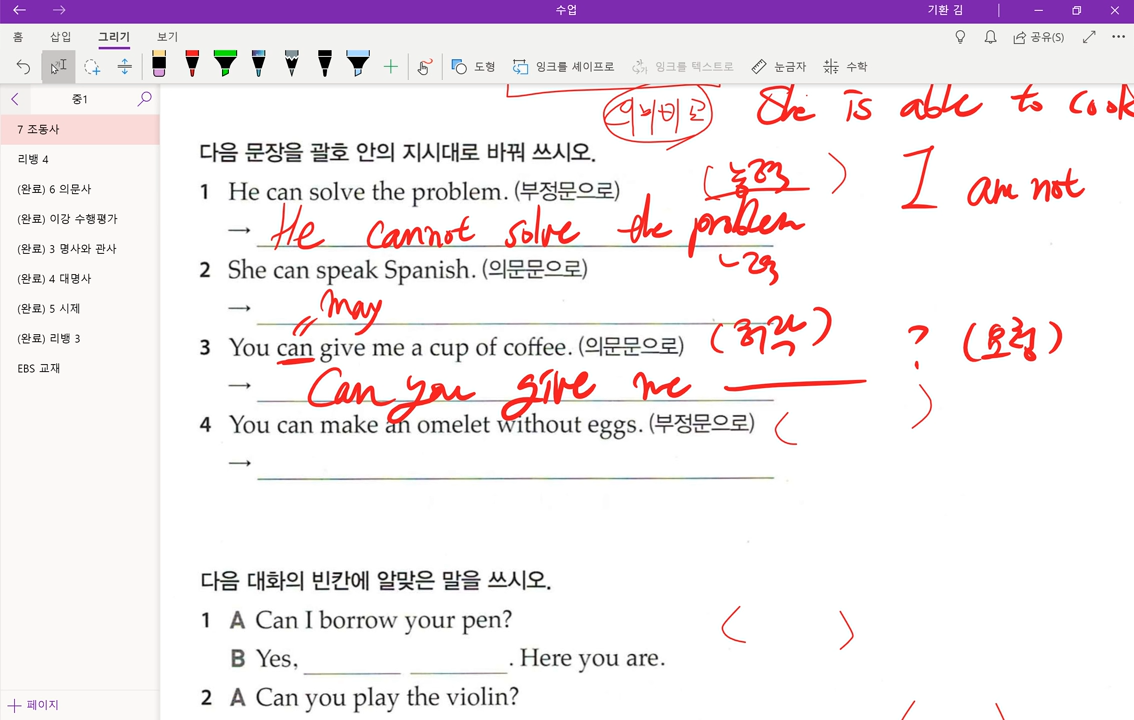 수업
기환 김
홈 삽입 그리기 보기
공유(S)
도형 잉크를 셰이프로 잉크를 텍스트로 눈금자 수학
중1
7 조동사
리뱅 4
(완료) 6 의문사
(완료) 이강 수행평가
(완료) 3 명사와 관사
(완료) 4 대명사
(완료) 5 시제
(완료) 리뱅 3
EBS 교재
페이지
She is able to cook
다음 문장을 괄호 안의 지시대로 바꿔 쓰시오.
(능력) I am not
1 He can solve the problem. (부정문으로)
→ He cannot solve the problem
2 She can speak Spanish. (의문문으로)
→
may
3 You can give me a cup of coffee. (의문문으로) (허락) ? (요청)
→ Can you give me
4 You can make an omelet without eggs. (부정문으로) ( )
→
다음 대화의 빈칸에 알맞은 말을 쓰시오.
1 A Can I borrow your pen? ( )
B Yes, ________ ________. Here you are.
2 A Can you play the violin?